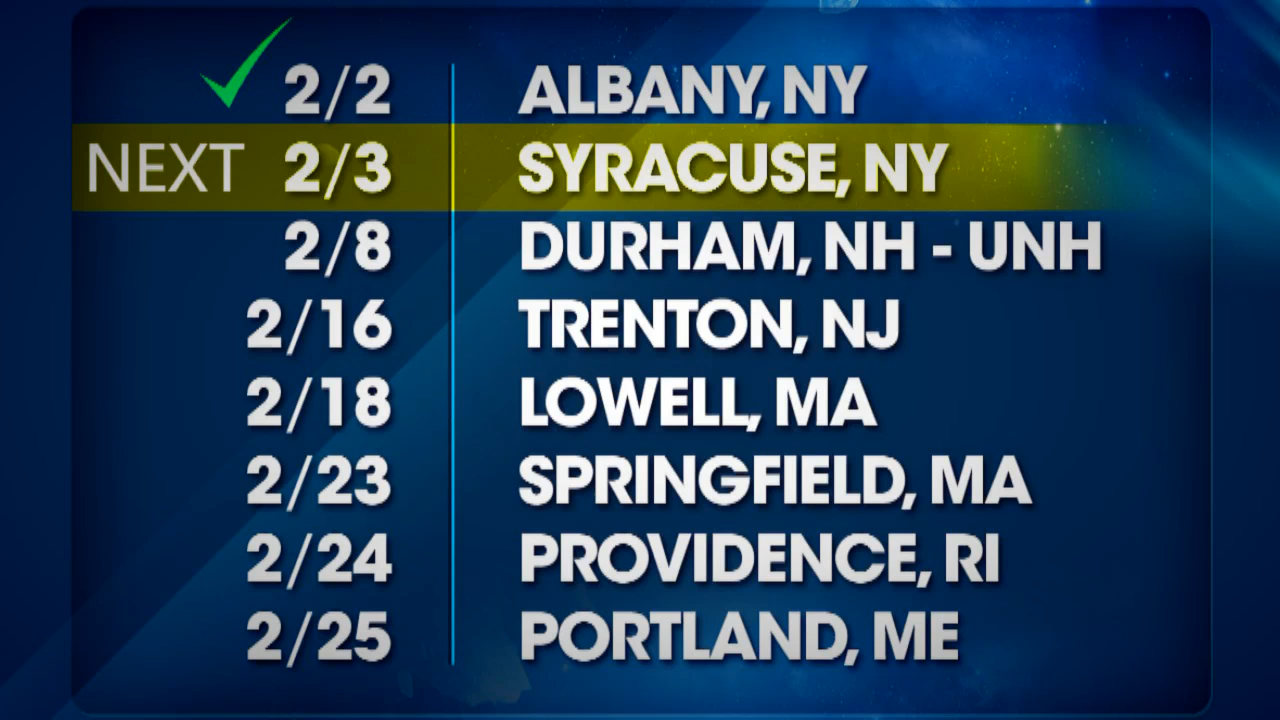 2/2 ALBANY, NY
NEXT 2/3 SYRACUSE, NY
2/8 DURHAM, NH - UNH
2/16 TRENTON, NJ
2/18 LOWELL, MA
2/23 SPRINGFIELD, MA
2/24 PROVIDENCE, RI
2/25 PORTLAND, ME